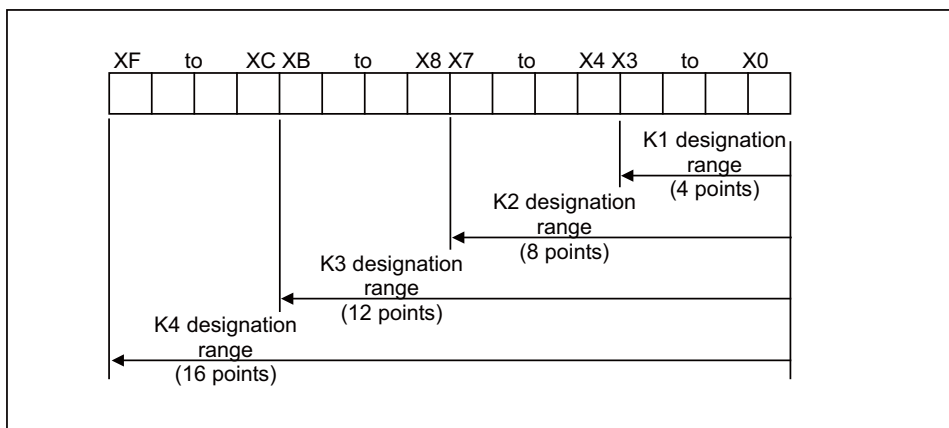 XF to XC XB to X8 X7 to X4 X3 to X0
K1 designation
range
(4 points)
K2 designation
range
(8 points)
K3 designation
range
(12 points)
K4 designation
range
(16 points)